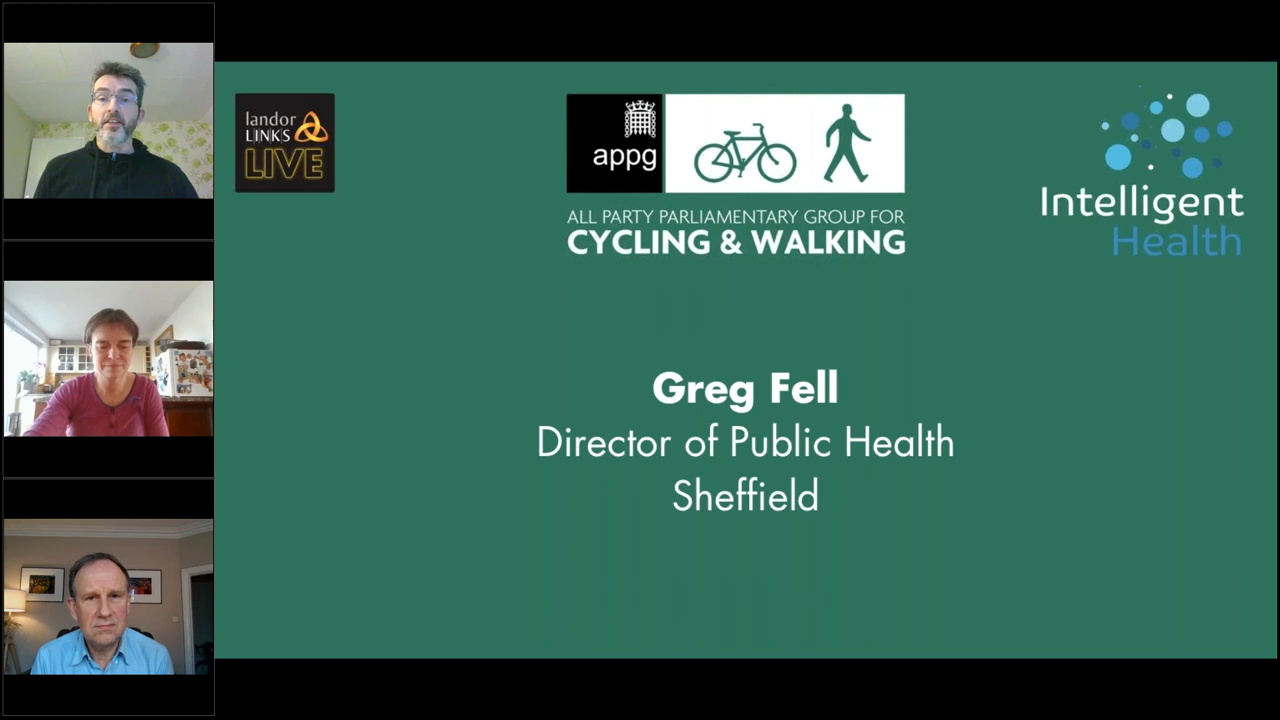 landor
LINKS
LIVE
appg
ALL PARTY PARLIAMENTARY GROUP FOR
CYCLING & WALKING
Intelligent
Health
Greg Fell
Director of Public Health
Sheffield